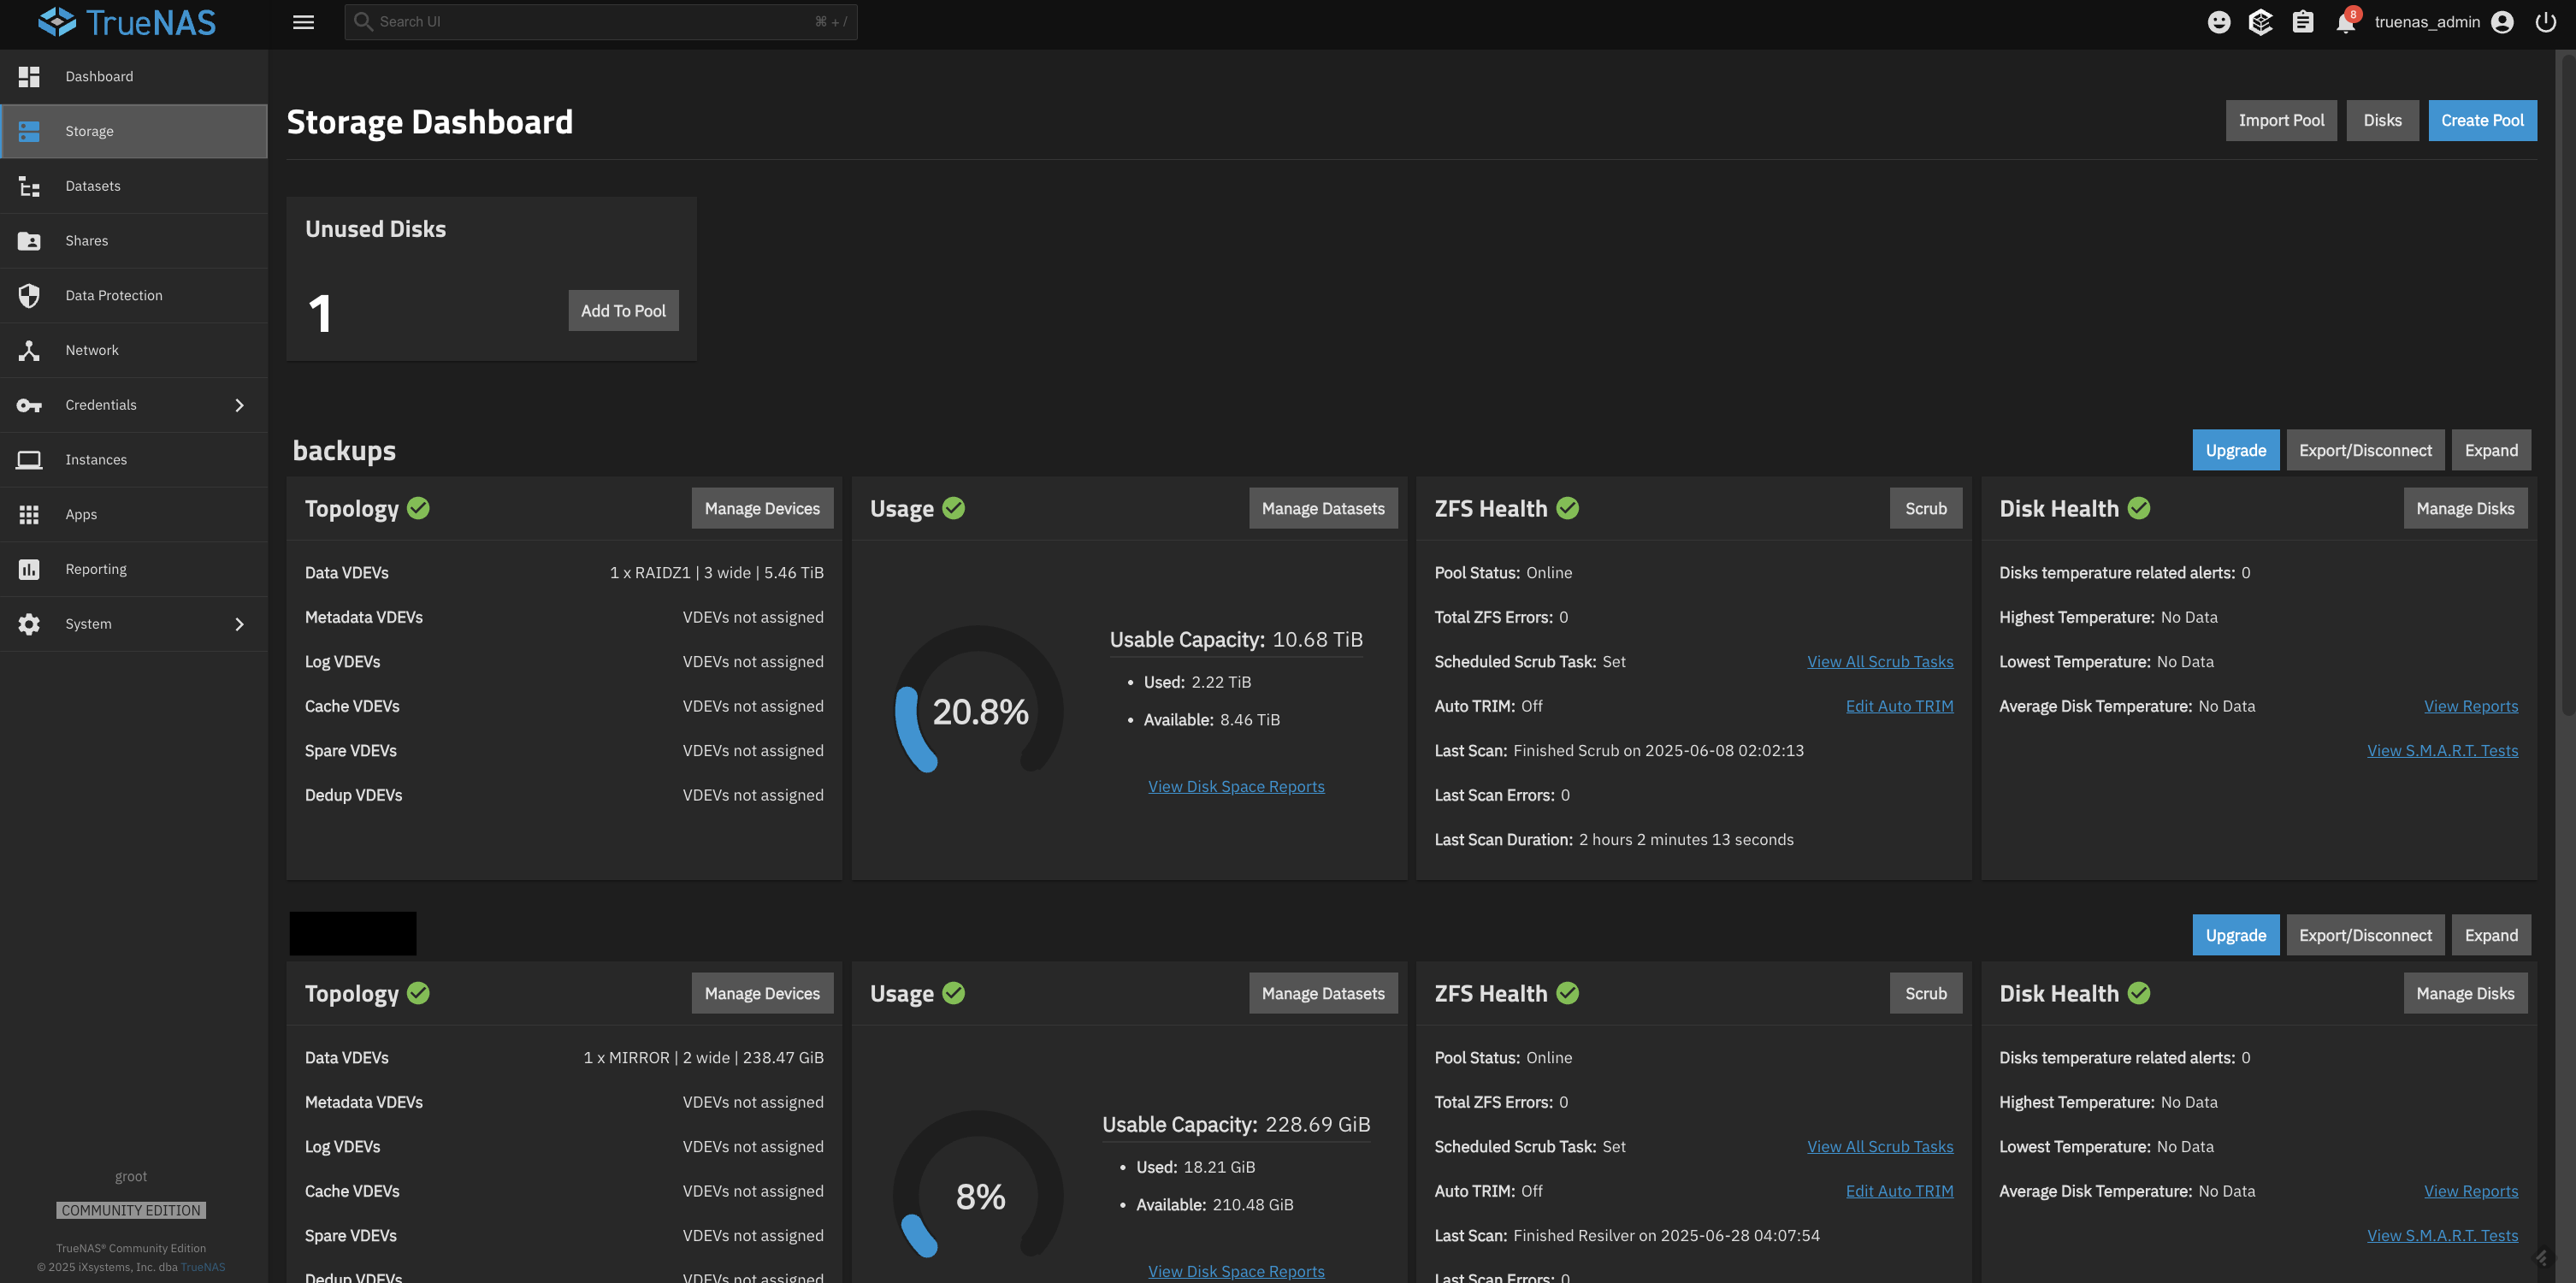 TrueNAS
Search UI
⌘ + /
8
truenas_admin
Dashboard
Storage
Datasets
Shares
Data Protection
Network
Credentials
Instances
Apps
Reporting
System
groot
COMMUNITY EDITION
TrueNAS® Community Edition
© 2025 iXsystems, Inc. dba TrueNAS
Storage Dashboard
Import Pool
Disks
Create Pool
Unused Disks
1
Add To Pool
backups
Upgrade
Export/Disconnect
Expand
Topology
Manage Devices
Data VDEVs 1 x RAIDZ1 | 3 wide | 5.46 TiB
Metadata VDEVs VDEVs not assigned
Log VDEVs VDEVs not assigned
Cache VDEVs VDEVs not assigned
Spare VDEVs VDEVs not assigned
Dedup VDEVs VDEVs not assigned
Usage
Manage Datasets
20.8%
Usable Capacity: 10.68 TiB
• Used: 2.22 TiB
• Available: 8.46 TiB
View Disk Space Reports
ZFS Health
Scrub
Pool Status: Online
Total ZFS Errors: 0
Scheduled Scrub Task: Set View All Scrub Tasks
Auto TRIM: Off Edit Auto TRIM
Last Scan: Finished Scrub on 2025-06-08 02:02:13
Last Scan Errors: 0
Last Scan Duration: 2 hours 2 minutes 13 seconds
Disk Health
Manage Disks
Disks temperature related alerts: 0
Highest Temperature: No Data
Lowest Temperature: No Data
Average Disk Temperature: No Data View Reports
View S.M.A.R.T. Tests
Upgrade
Export/Disconnect
Expand
Topology
Manage Devices
Data VDEVs 1 x MIRROR | 2 wide | 238.47 GiB
Metadata VDEVs VDEVs not assigned
Log VDEVs VDEVs not assigned
Cache VDEVs VDEVs not assigned
Spare VDEVs VDEVs not assigned
Dedup VDEVs VDEVs not assigned
Usage
Manage Datasets
8%
Usable Capacity: 228.69 GiB
• Used: 18.21 GiB
• Available: 210.48 GiB
View Disk Space Reports
ZFS Health
Scrub
Pool Status: Online
Total ZFS Errors: 0
Scheduled Scrub Task: Set View All Scrub Tasks
Auto TRIM: Off Edit Auto TRIM
Last Scan: Finished Resilver on 2025-06-28 04:07:54
Last Scan Errors: 0
Disk Health
Manage Disks
Disks temperature related alerts: 0
Highest Temperature: No Data
Lowest Temperature: No Data
Average Disk Temperature: No Data View Reports
View S.M.A.R.T. Tests